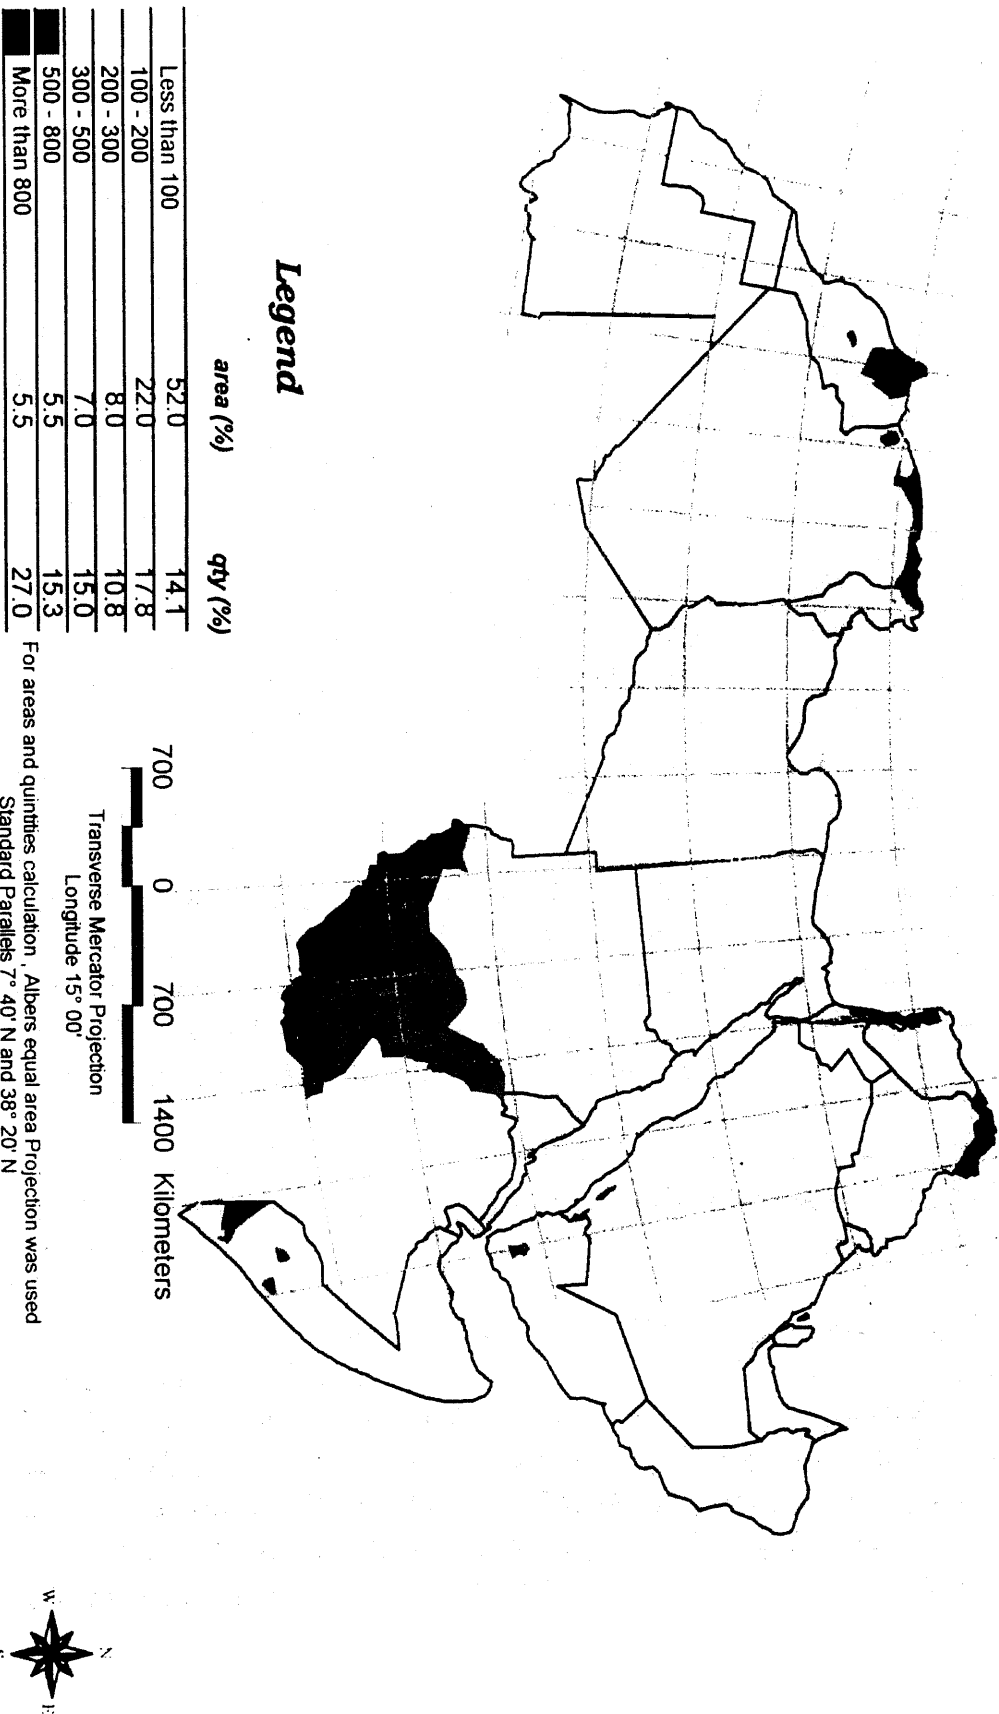 Legend
area (%) qty (%)
Less than 100 52.0 14.1
100 - 200 22.0 17.8
200 - 300 8.0 10.8
300 - 500 7.0 15.0
500 - 800 5.5 15.3
More than 800 5.5 27.0
700 0 700 1400 Kilometers
Transverse Mercator Projection
Longitude 15° 00'
For areas and quintities calculation , Albers equal area Projection was used
Standard Parallels 7° 40' N and 38° 20' N
N
W
E